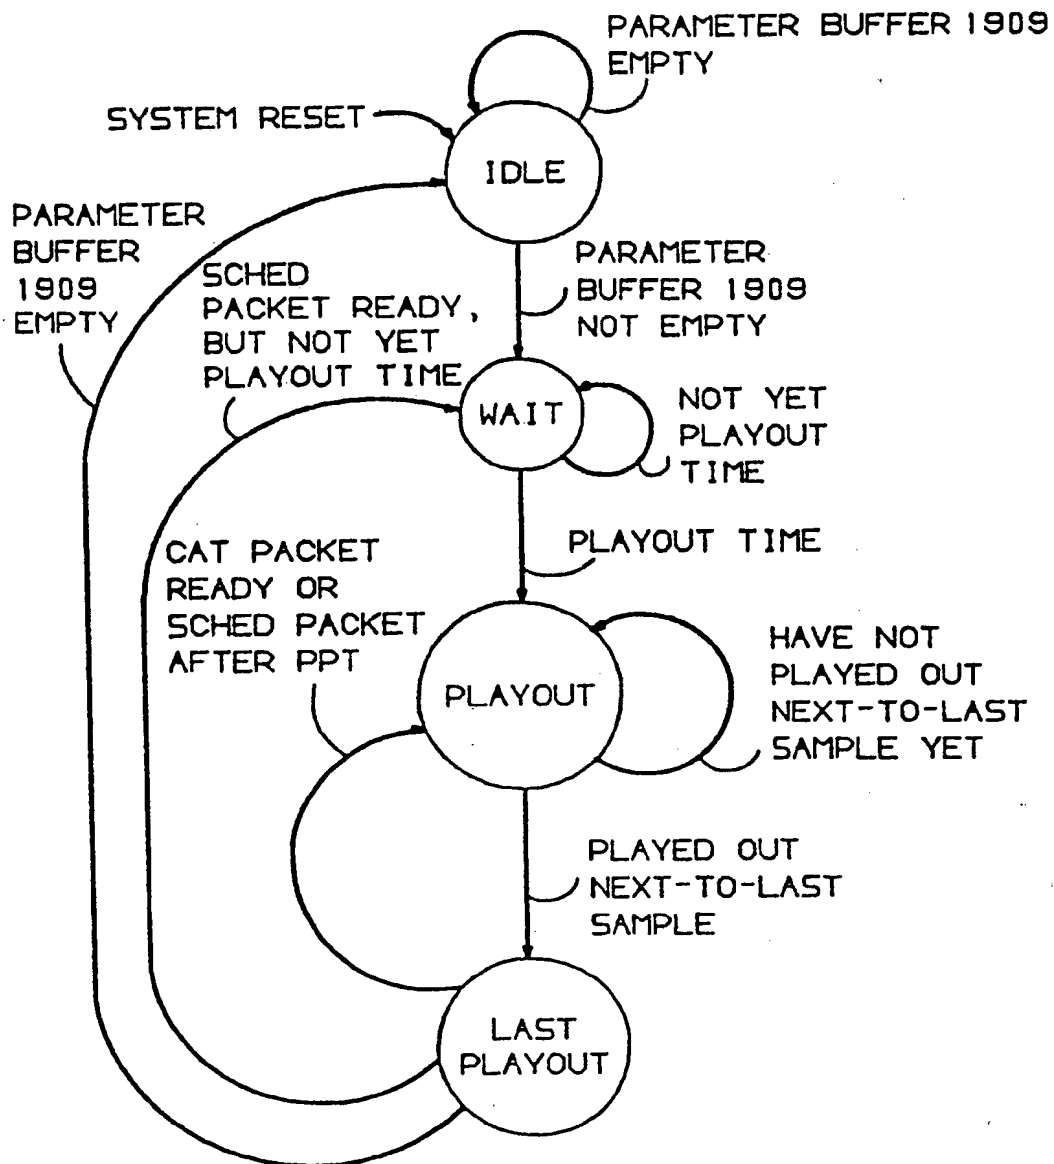 PARAMETER BUFFER 1909
EMPTY
SYSTEM RESET
IDLE
PARAMETER
BUFFER
1909
EMPTY
SCHED
PACKET READY,
BUT NOT YET
PLAYOUT TIME
PARAMETER
BUFFER 1909
NOT EMPTY
WAIT
NOT YET
PLAYOUT
TIME
PLAYOUT TIME
CAT PACKET
READY OR
SCHED PACKET
AFTER PPT
PLAYOUT
HAVE NOT
PLAYED OUT
NEXT-TO-LAST
SAMPLE YET
PLAYED OUT
NEXT-TO-LAST
SAMPLE
LAST
PLAYOUT